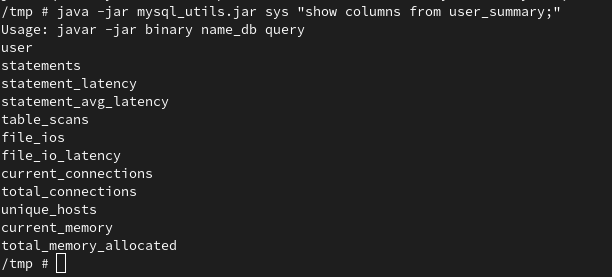 /tmp # java -jar mysql_utils.jar sys "show columns from user_summary;"
Usage: javar -jar binary name_db query
user
statements
statement_latency
statement_avg_latency
table_scans
file_ios
file_io_latency
current_connections
total_connections
unique_hosts
current_memory
total_memory_allocated
/tmp #